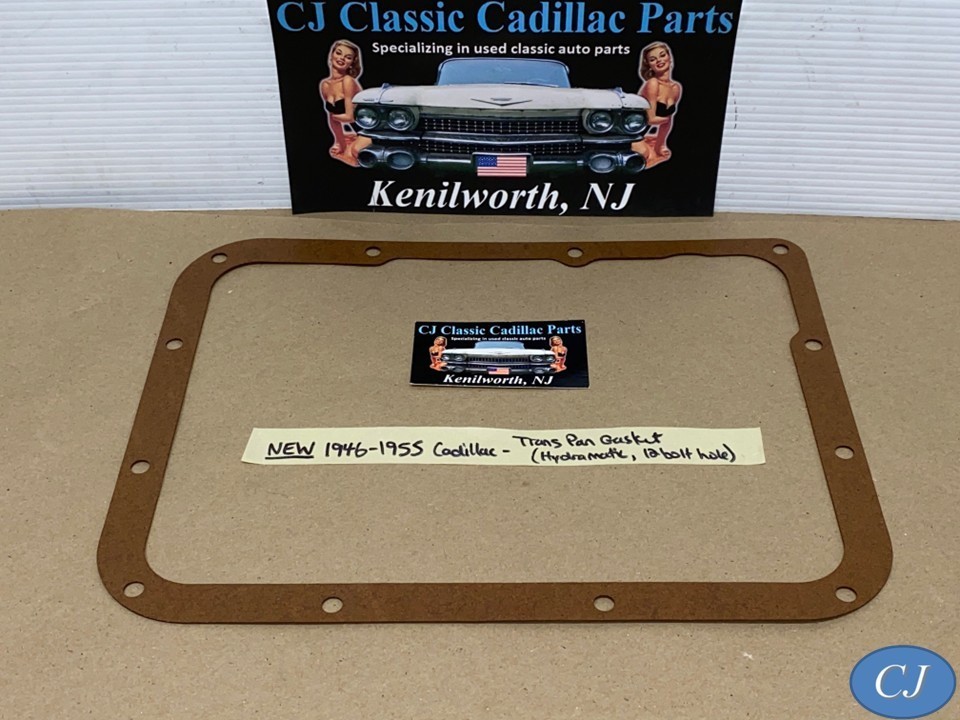 CJ Classic Cadillac Parts
Specializing in used classic auto parts
Kenilworth, NJ
CJ Classic Cadillac Parts
Specializing in used classic auto parts
Kenilworth, NJ
NEW 1946-1955 Cadillac - Trans Pan Gasket
(Hydramatic, 12 bolt hole)
CJ